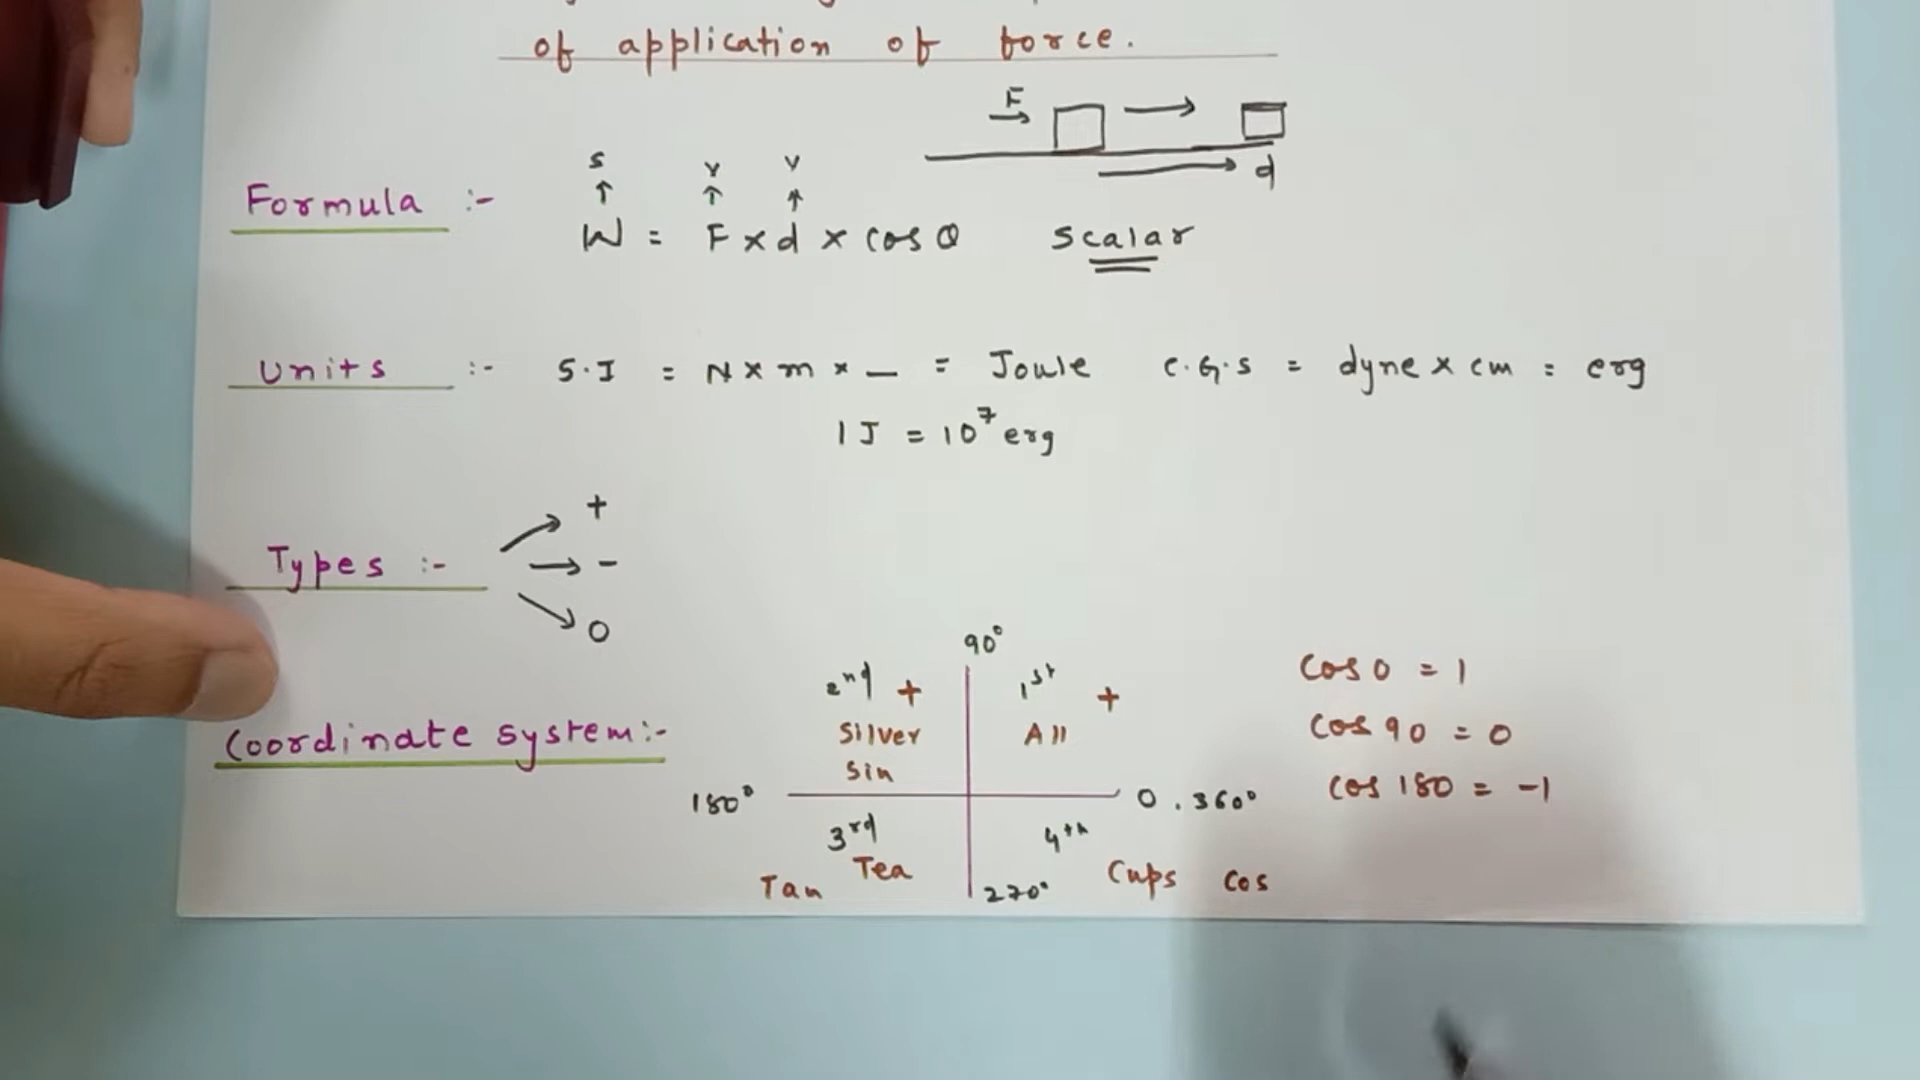 of application of force.
F
d
S V V
↑ ↑ ↑
Formula :-
W = F x d x cos θ scalar
Units :- S.I = N x m x — = Joule C.G.S = dyne x cm = erg
1 J = 10⁷ erg
+
Types :- -
0
90°
2nd + 1st +
Silver All
Sin
Coordinate system:-
180° 0. 360°
3rd 4th
Tan Tea Cups cos
270°
cos 0 = 1
cos 90 = 0
cos 180 = -1